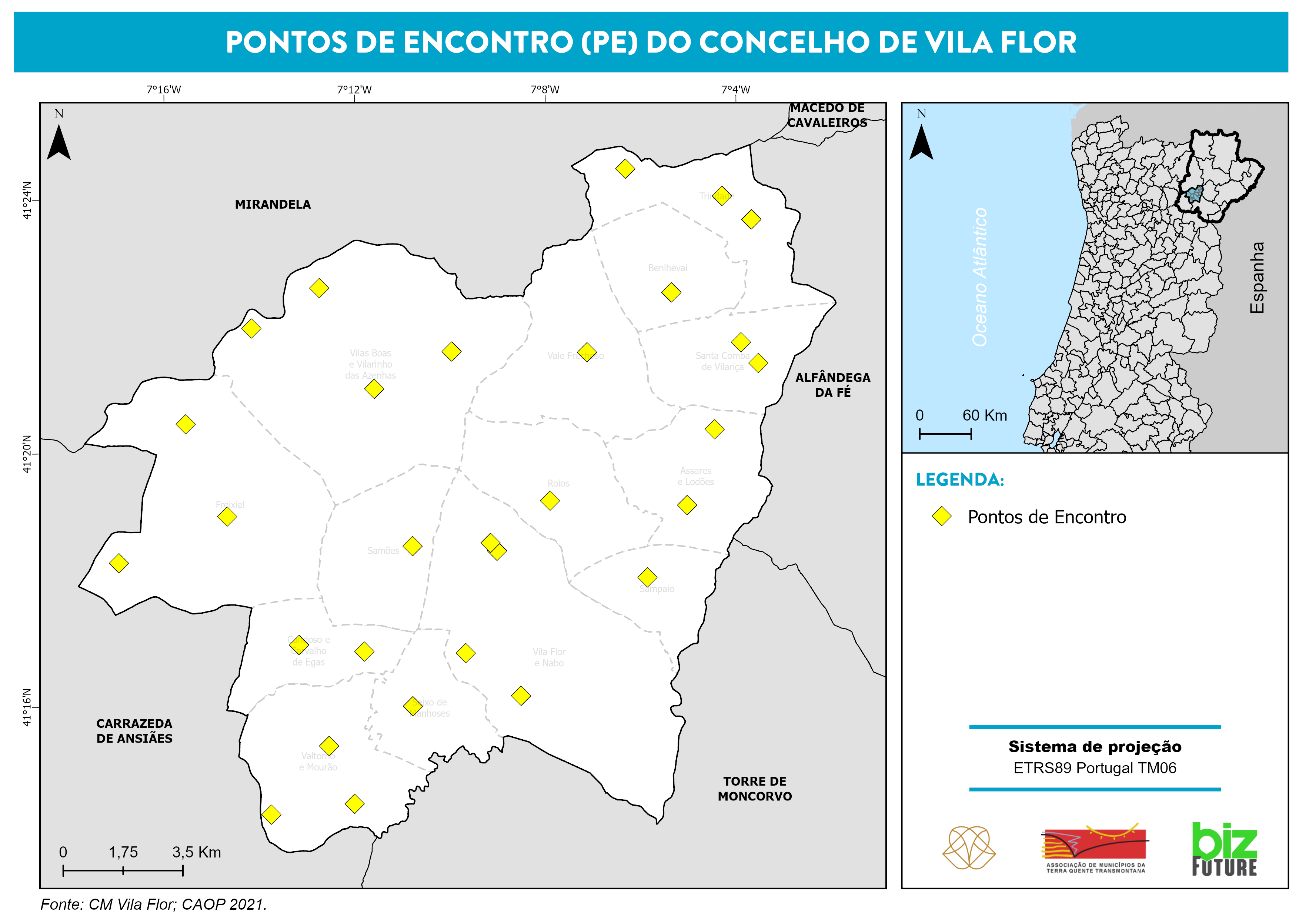 PONTOS DE ENCONTRO (PE) DO CONCELHO DE VILA FLOR
7°16'W
7°12'W
7°8'W
7°4'W
41°24'N
41°20'N
41°16'N
N
MACEDO DE
CAVALEIROS
MIRANDELA
ALFÂNDEGA
DA FÉ
CARRAZEDA
DE ANSIÃES
TORRE DE
MONCORVO
Benlheval
Vilas Boas
e Vilarinho
das Azenhas
Santa Comba
de Vilariça
Assares
e Lodões
Roios
Samões
Sampaio
de Egas
Vila Flor
e Nabo
e Mourão
0 1,75 3,5 Km
Fonte: CM Vila Flor; CAOP 2021.
N
Oceano Atlântico
Espanha
0 60 Km
LEGENDA:
Pontos de Encontro
Sistema de projeção
ETRS89 Portugal TM06
ASSOCIAÇÃO DE MUNICÍPIOS DA
TERRA QUENTE TRANSMONTANA
biz
FUTURE